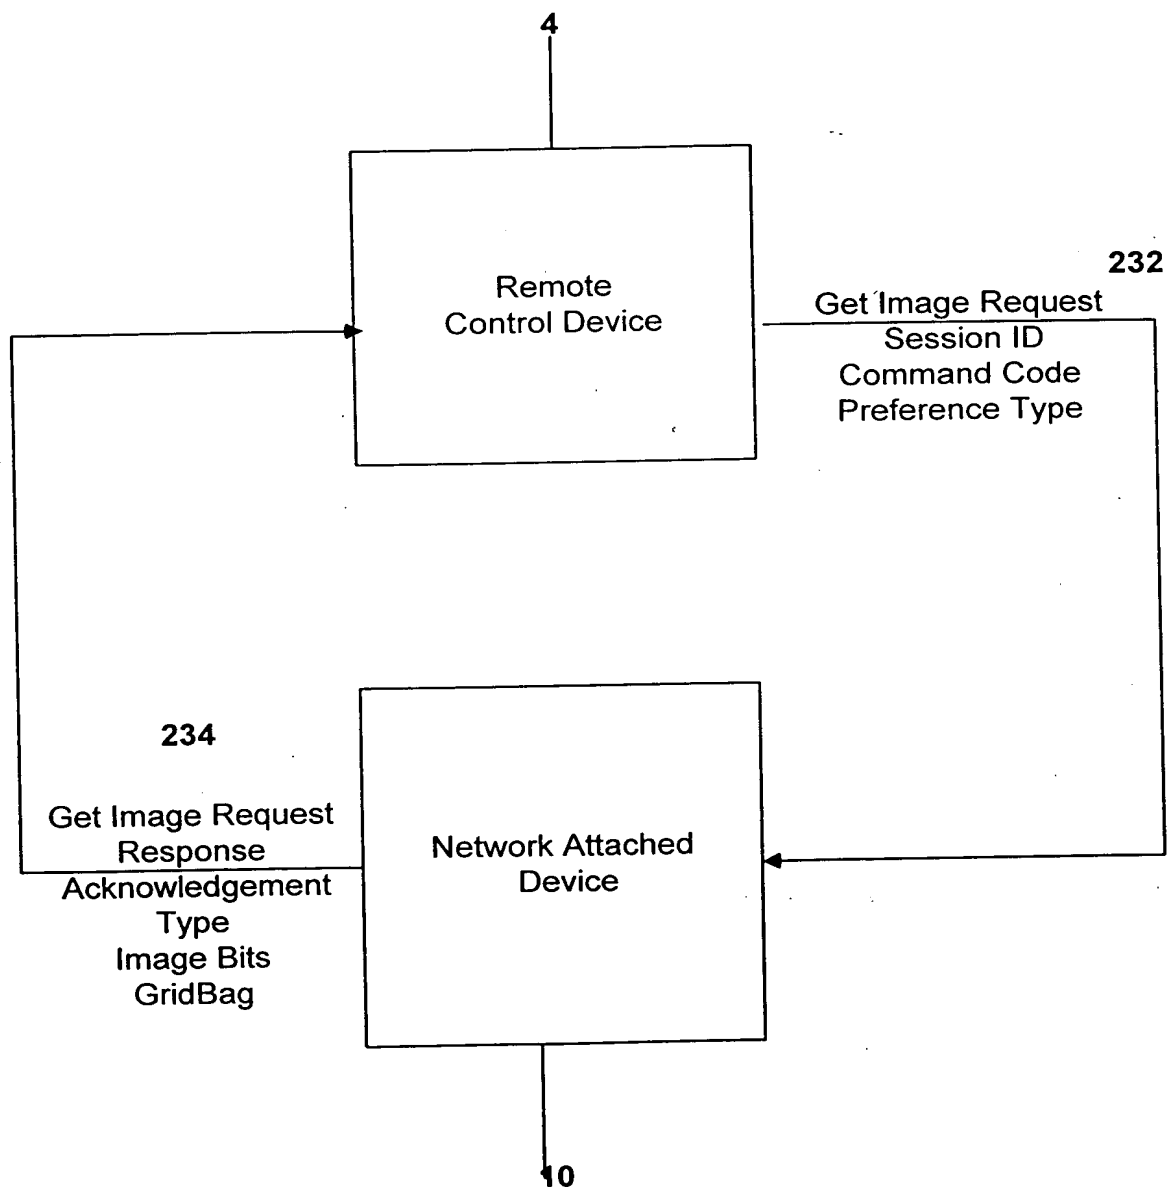 4
Remote
Control Device
232
Get Image Request
Session ID
Command Code
Preference Type
234
Get Image Request
Response
Acknowledgement
Type
Image Bits
GridBag
Network Attached
Device
10